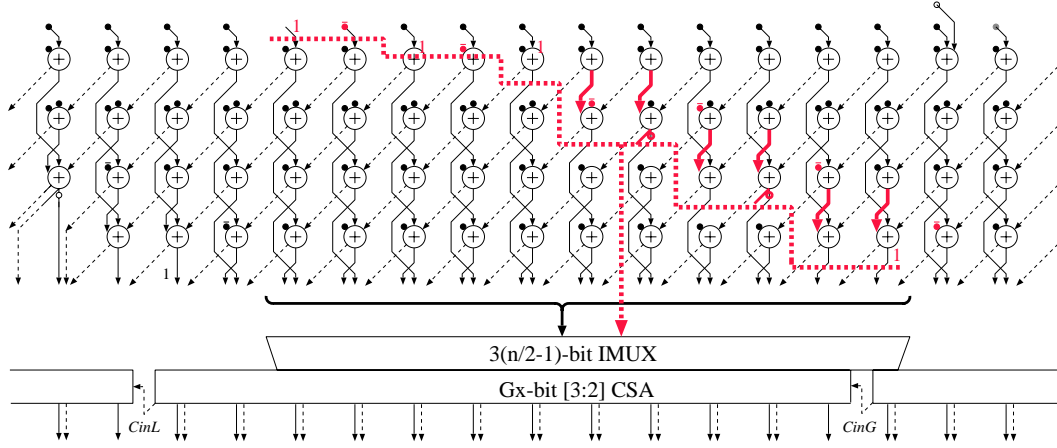 1
1
1
1
1
3(n/2-1)-bit IMUX
Gx-bit [3:2] CSA
CinL
CinG